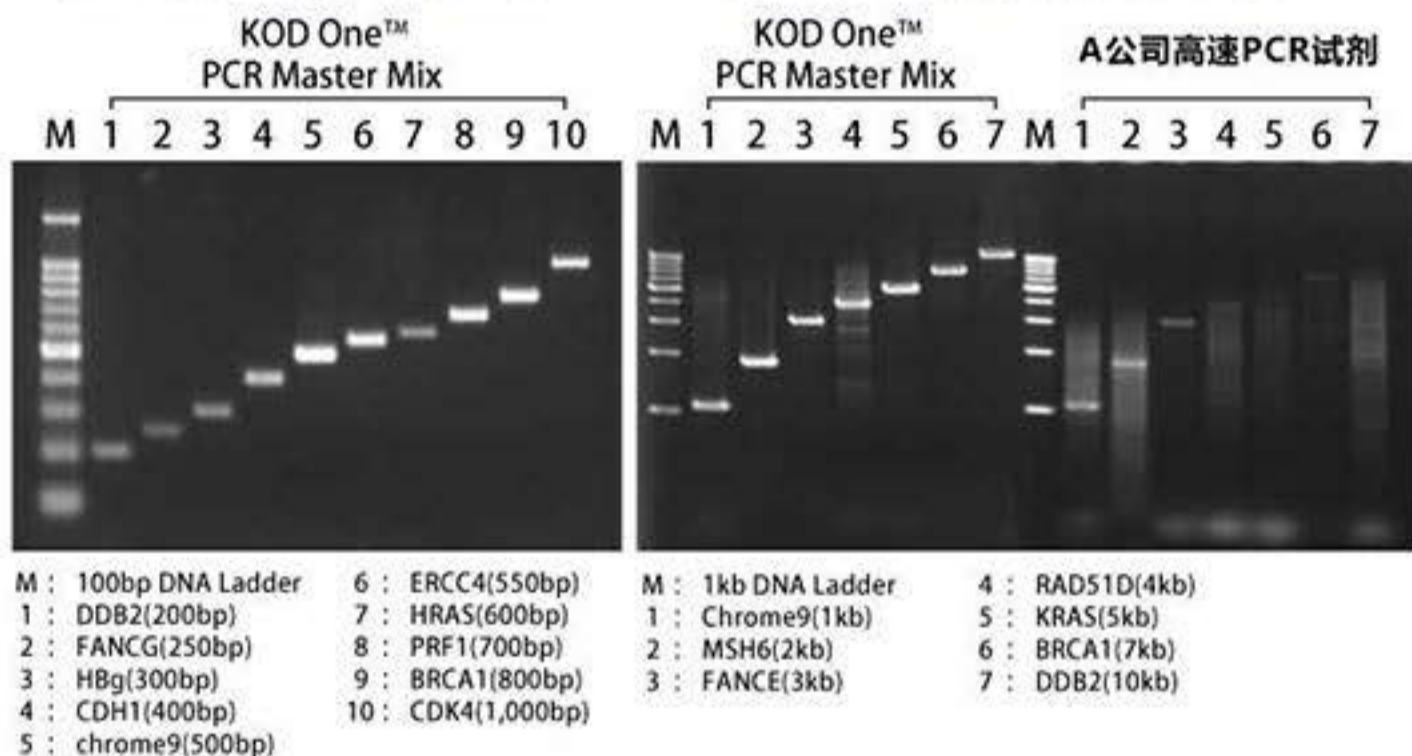 KOD One™
PCR Master Mix
M 1 2 3 4 5 6 7 8 9 10
M : 100bp DNA Ladder
1 : DDB2(200bp)
2 : FANCG(250bp)
3 : HBg(300bp)
4 : CDH1(400bp)
5 : chrome9(500bp)
6 : ERCC4(550bp)
7 : HRAS(600bp)
8 : PRF1(700bp)
9 : BRCA1(800bp)
10 : CDK4(1,000bp)
KOD One™
PCR Master Mix
A公司高速PCR试剂
M 1 2 3 4 5 6 7 M 1 2 3 4 5 6 7
M : 1kb DNA Ladder
1 : Chrome9(1kb)
2 : MSH6(2kb)
3 : FANCE(3kb)
4 : RAD51D(4kb)
5 : KRAS(5kb)
6 : BRCA1(7kb)
7 : DDB2(10kb)